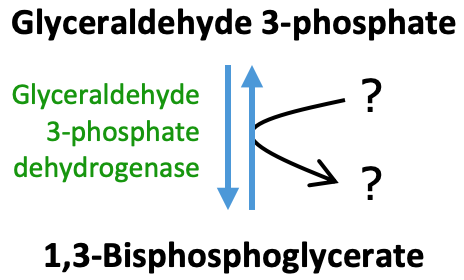 Glyceraldehyde 3-phosphate
Glyceraldehyde
3-phosphate
dehydrogenase
?
?
1,3-Bisphosphoglycerate